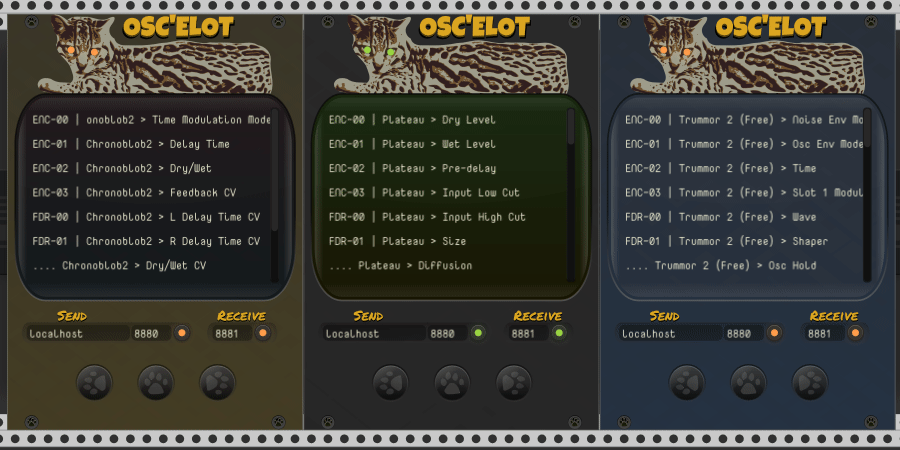 OSC'ELOT
ENC-00 | onoblob2 > Time Modulation Mode
ENC-01 | Chronoblob2 > Delay Time
ENC-02 | Chronoblob2 > Dry/Wet
ENC-03 | Chronoblob2 > Feedback CV
FDR-00 | Chronoblob2 > L Delay Time CV
FDR-01 | Chronoblob2 > R Delay Time CV
.... Chronoblob2 > Dry/Wet CV
Send Receive
localhost 8880 8881
OSC'ELOT
ENC-00 | Plateau > Dry Level
ENC-01 | Plateau > Wet Level
ENC-02 | Plateau > Pre-delay
ENC-03 | Plateau > Input Low Cut
FDR-00 | Plateau > Input High Cut
FDR-01 | Plateau > Size
.... Plateau > Diffusion
Send Receive
localhost 8880 8881
OSC'ELOT
ENC-00 | Trummor 2 (Free) > Noise Env Mo
ENC-01 | Trummor 2 (Free) > Osc Env Mode
ENC-02 | Trummor 2 (Free) > Time
ENC-03 | Trummor 2 (Free) > Slot 1 Modul
FDR-00 | Trummor 2 (Free) > Wave
FDR-01 | Trummor 2 (Free) > Shaper
.... Trummor 2 (Free) > Osc Hold
Send Receive
localhost 8880 8881